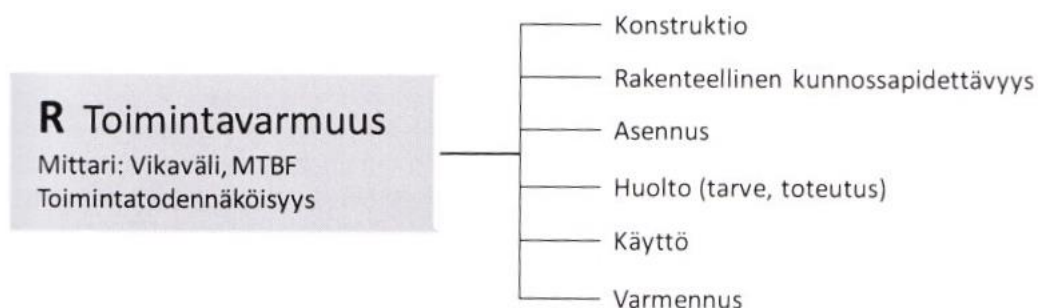 R Toimintavarmuus
Mittari: Vikaväli, MTBF
Toimintatodennäköisyys
Konstruktio
Rakenteellinen kunnossapidettävyys
Asennus
Huolto (tarve, toteutus)
Käyttö
Varmennus